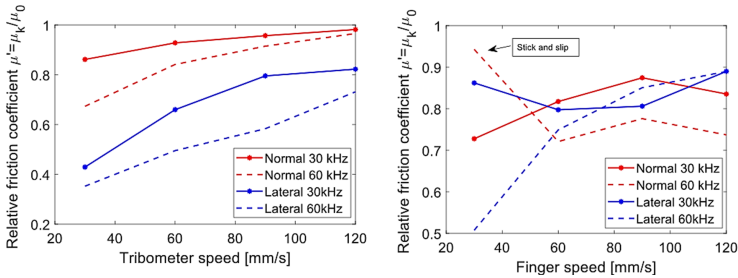 Relative friction coefficient μ'=μk/μ0
1
0.8
0.6
0.4
0.2
20
40
60
80
100
120
Tribometer speed [mm/s]
Normal 30 kHz
Normal 60 kHz
Lateral 30kHz
Lateral 60kHz
Relative friction coefficient μ'=μk/μ0
1
0.9
0.8
0.7
0.6
0.5
20
40
60
80
100
120
Finger speed [mm/s]
Stick and slip
Normal 30 kHz
Normal 60 kHz
Lateral 30kHz
Lateral 60kHz